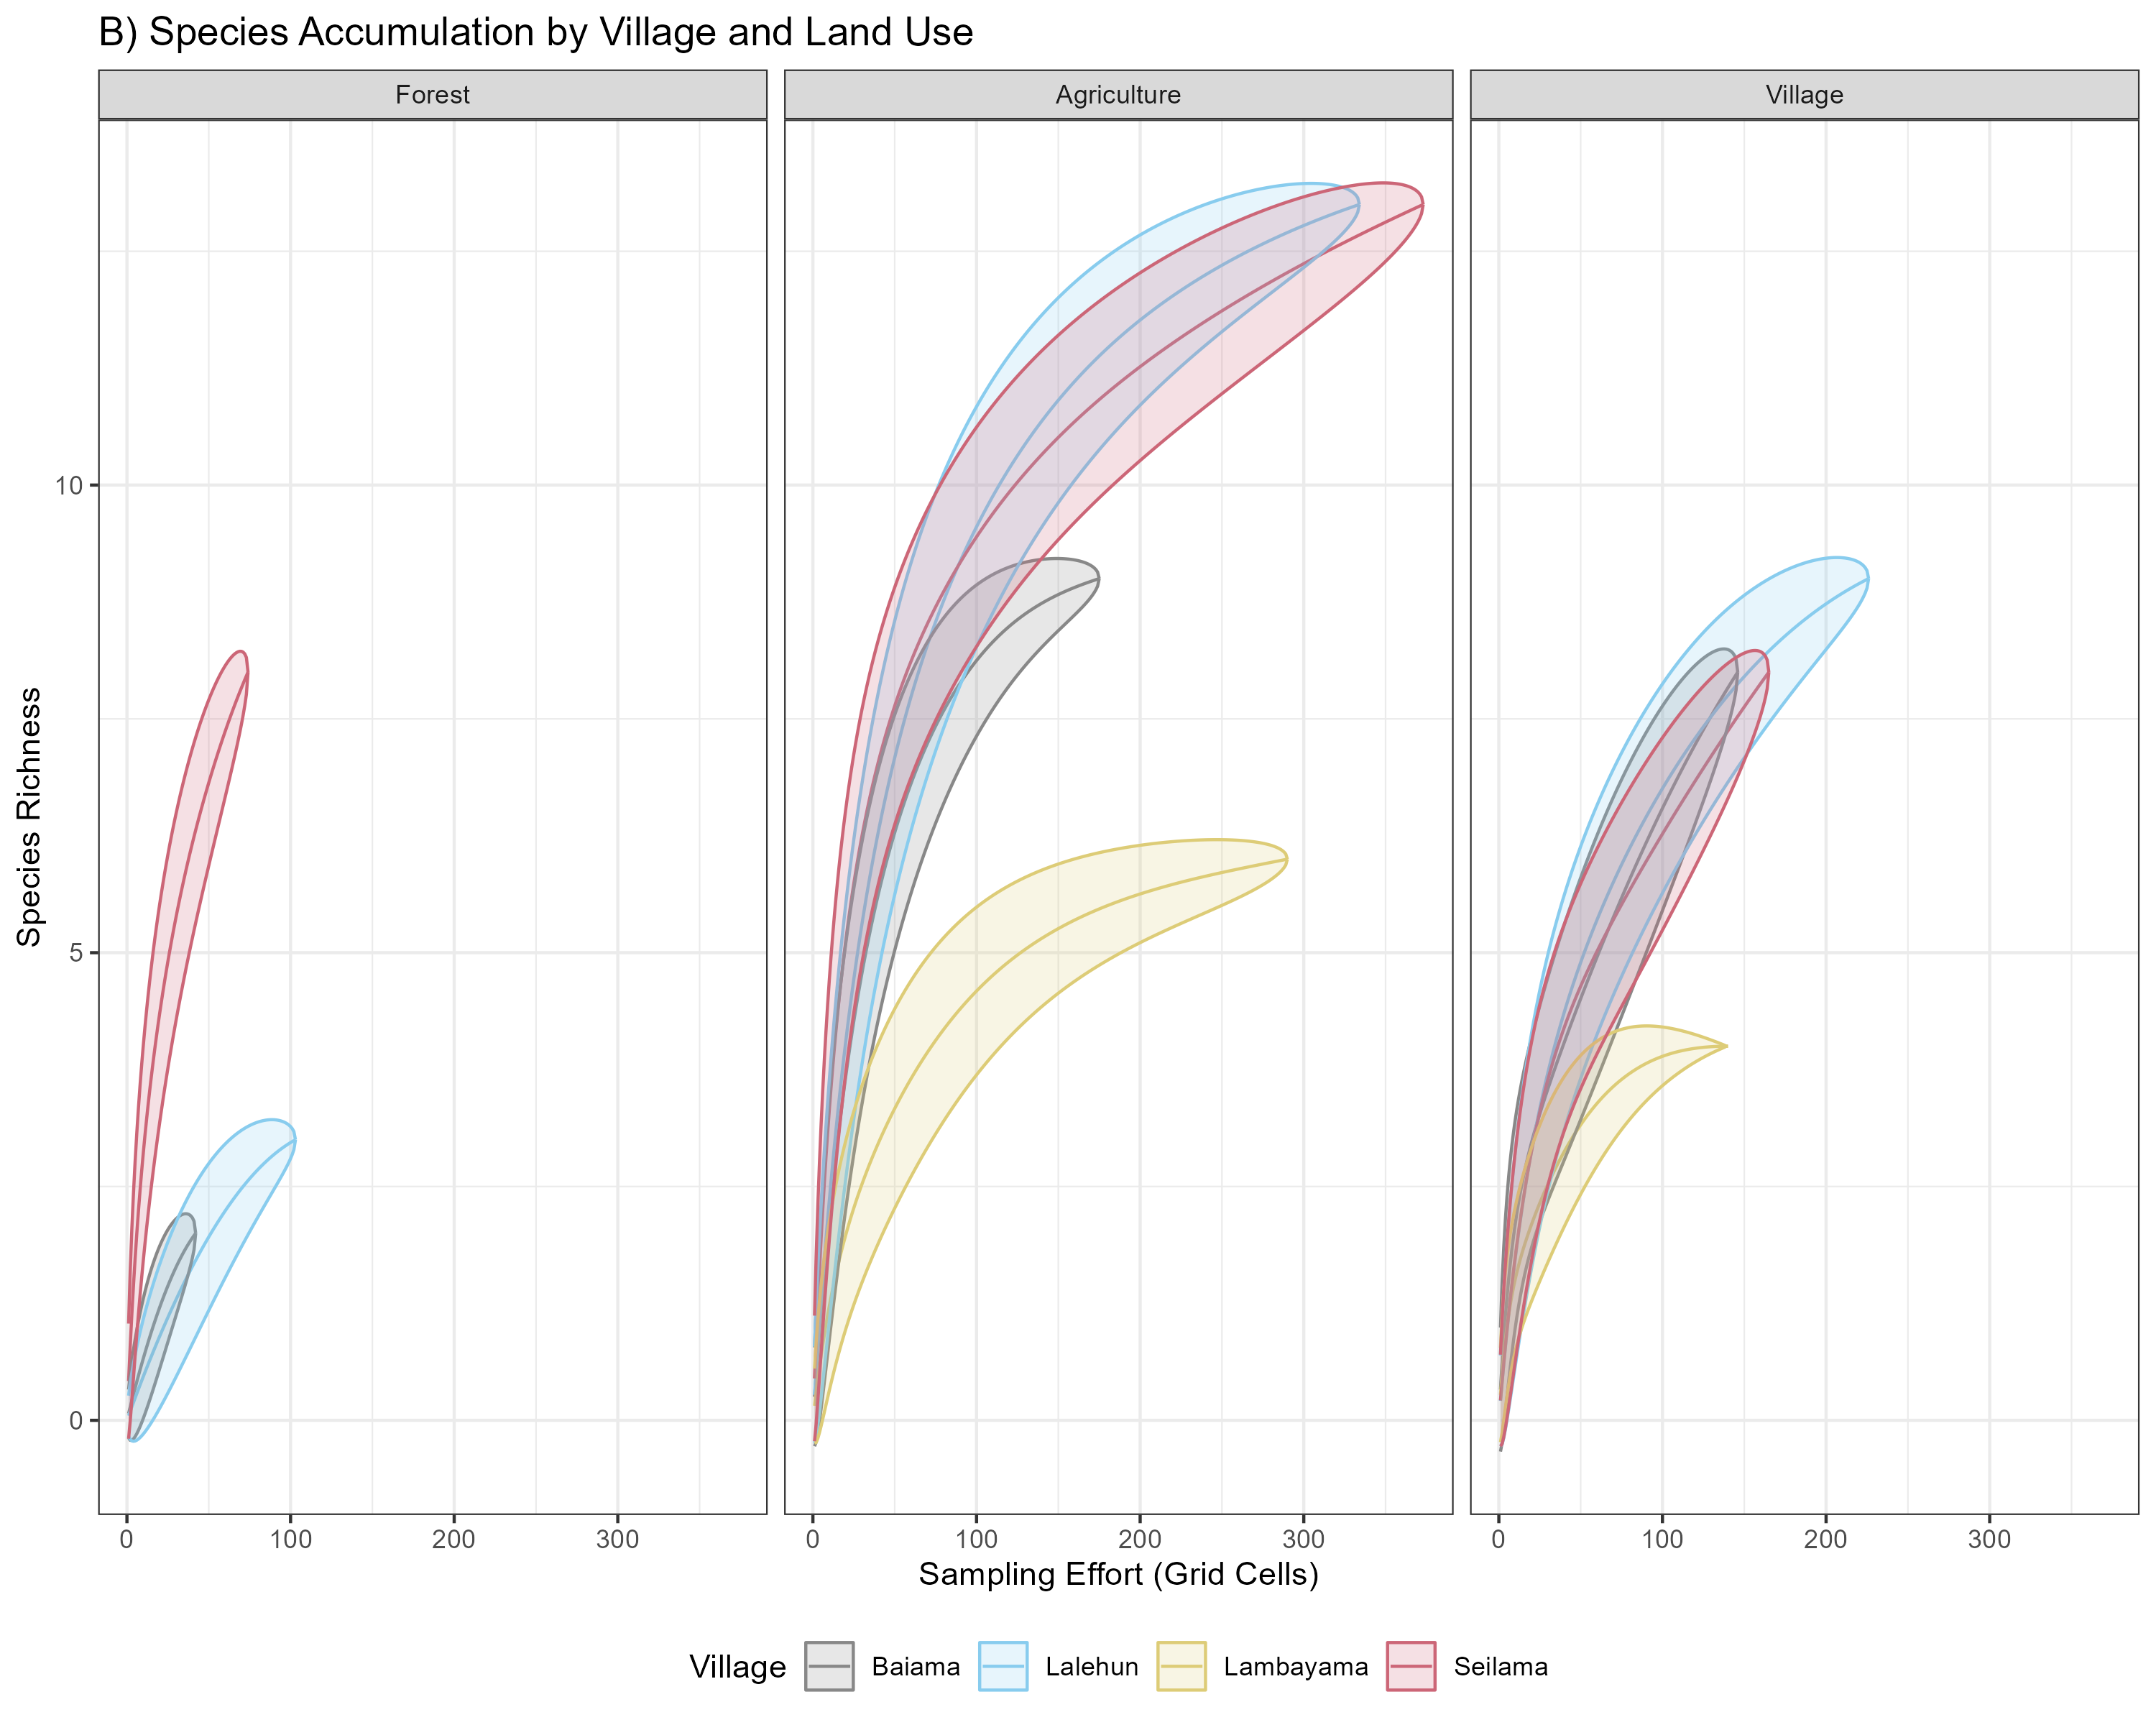 B) Species Accumulation by Village and Land Use
Forest Agriculture Village
Species Richness
10
5
0
0 100 200 300 0 100 200 300 0 100 200 300
Sampling Effort (Grid Cells)
Village Baiama Lalehun Lambayama Seilama